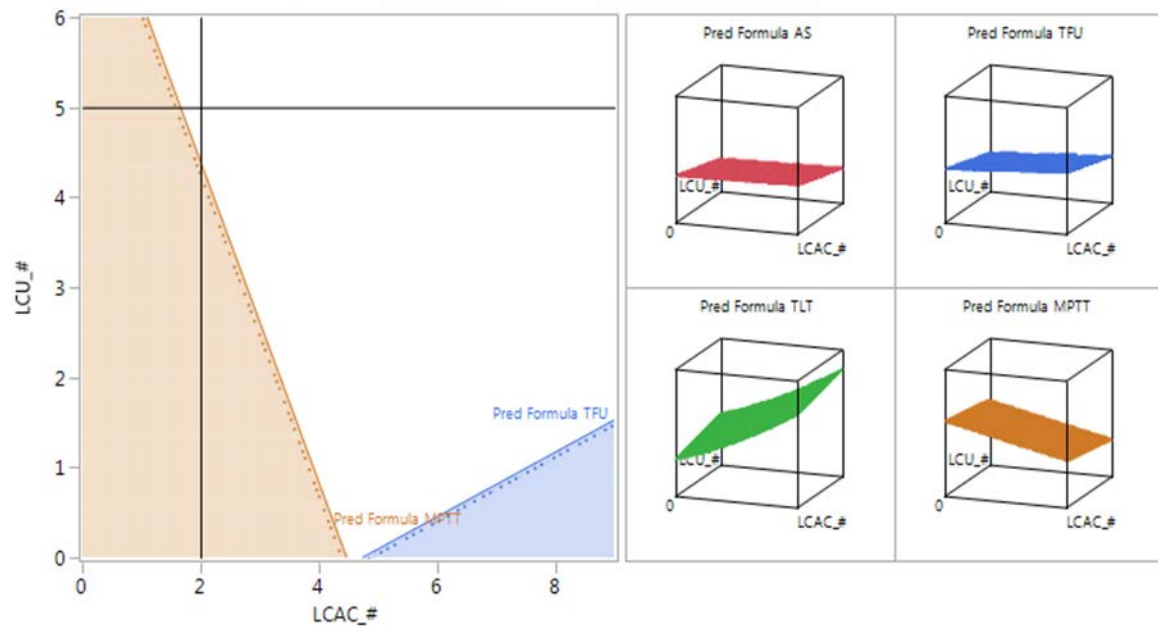 6
5
4
3
2
1
0
LCU_#
0
2
4
6
8
LCAC_#
Pred Formula TFU
Pred Formula MPTT
Pred Formula AS
LCU_#
0
LCAC_#
Pred Formula TFU
LCU_#
0
LCAC_#
Pred Formula TLT
LCU_#
0
LCAC_#
Pred Formula MPTT
LCU_#
0
LCAC_#